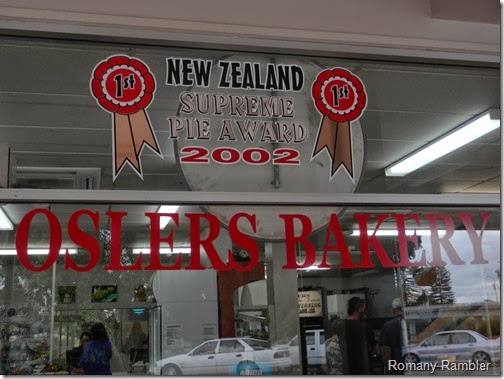 1st NEW ZEALAND 1st
SUPREME
PIE AWARD
2002
OSLERS BAKERY
Romany Rambler